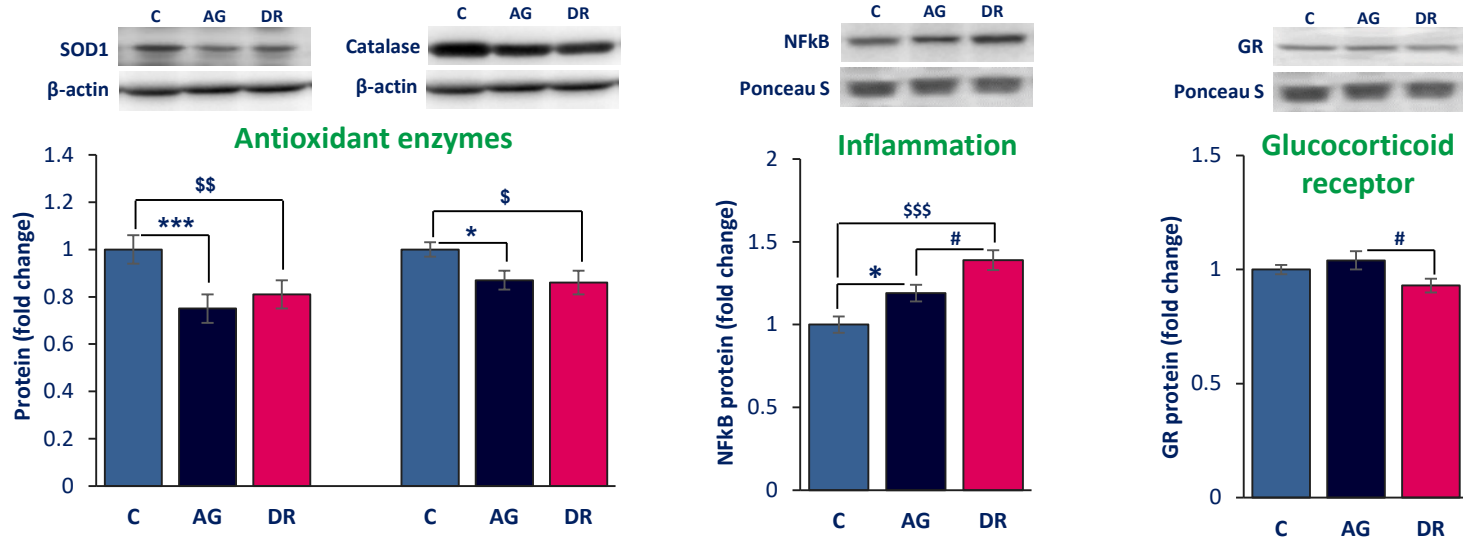 C AG DR
SOD1
β-actin
C AG DR
Catalase
β-actin
Antioxidant enzymes
Protein (fold change)
1.4
1.2
1
0.8
0.6
0.4
0.2
0
$$
***
$
*
C AG DR C AG DR
C AG DR
NFkB
Ponceau S
Inflammation
NFkB protein (fold change)
2
1.5
1
0.5
0
$$$
#
*
C AG DR
C AG DR
GR
Ponceau S
Glucocorticoid
receptor
GR protein (fold change)
1.5
1
0.5
0
#
C AG DR